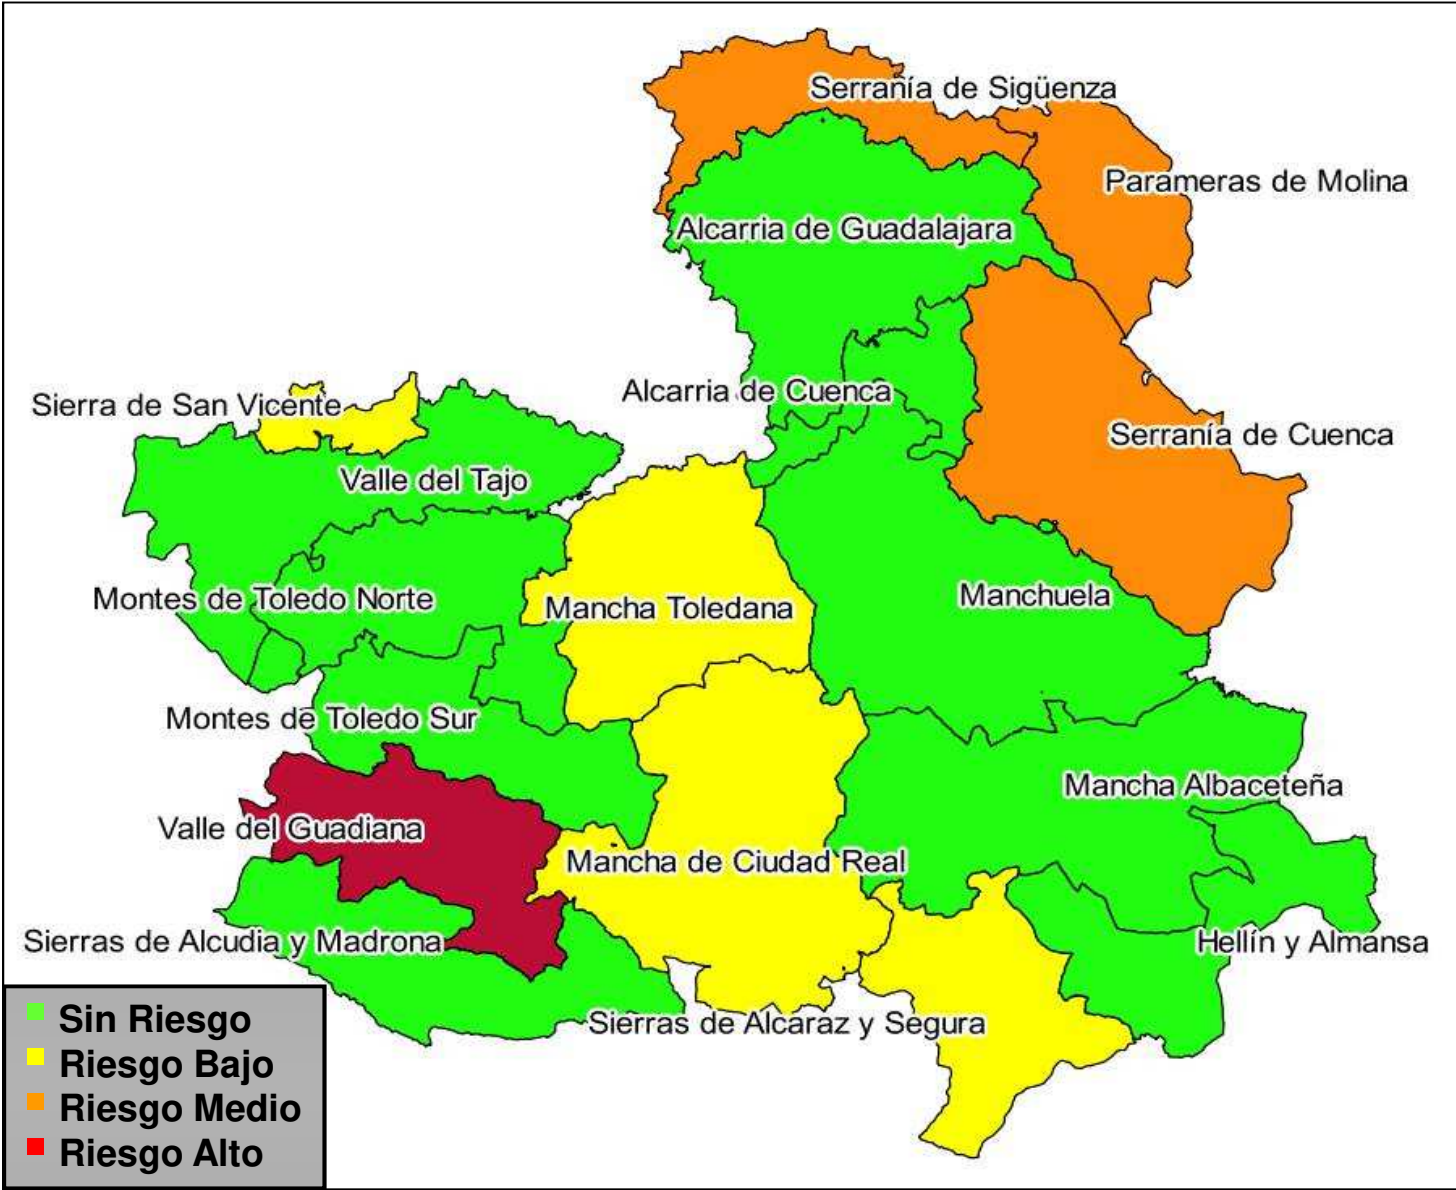 Serranía de Sigüenza
Parameras de Molina
Alcarria de Guadalajara
Alcarria de Cuenca
Sierra de San Vicente
Serranía de Cuenca
Valle del Tajo
Montes de Toledo Norte
Mancha Toledana
Manchuela
Montes de Toledo Sur
Mancha Albaceteña
Valle del Guadiana
Mancha de Ciudad Real
Sierras de Alcudia y Madrona
Hellín y Almansa
Sierras de Alcaraz y Segura
Sin Riesgo
Riesgo Bajo
Riesgo Medio
Riesgo Alto